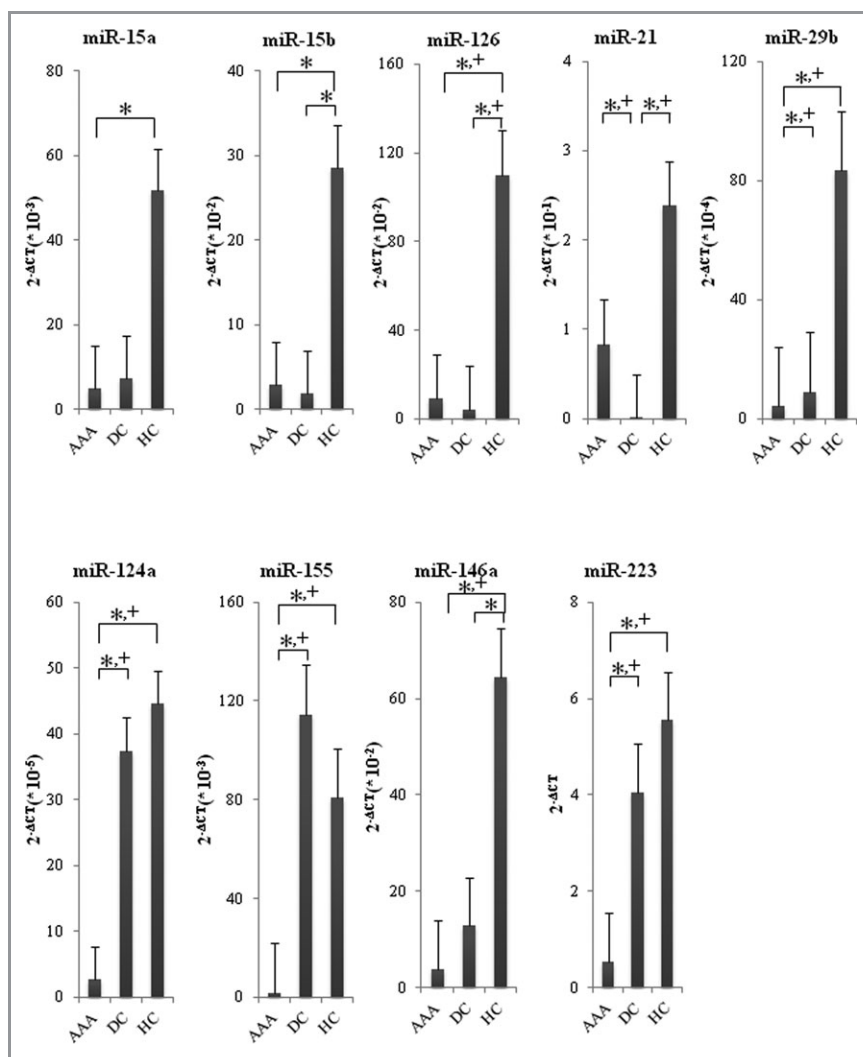 miR-15a
2-ΔCT(*10-3)
80
60
40
20
0
*
AAA
DC
HC
miR-15b
2-ΔCT(*10-2)
40
30
20
10
0
*
*
AAA
DC
HC
miR-126
2-ΔCT(*10-2)
160
120
80
40
0
*,+
*,+
AAA
DC
HC
miR-21
2-ΔCT(*10-1)
4
3
2
1
0
*,+ *,+
AAA
DC
HC
miR-29b
2-ΔCT(*10-4)
120
80
40
0
*,+
*,+
AAA
DC
HC
miR-124a
2-ΔCT(*10-5)
60
50
40
30
20
10
0
*,+
*,+
AAA
DC
HC
miR-155
2-ΔCT(*10-3)
160
120
80
40
0
*,+
*,+
AAA
DC
HC
miR-146a
2-ΔCT(*10-2)
80
60
40
20
0
*,+
*
AAA
DC
HC
miR-223
2-ΔCT
8
6
4
2
0
*,+
*,+
AAA
DC
HC